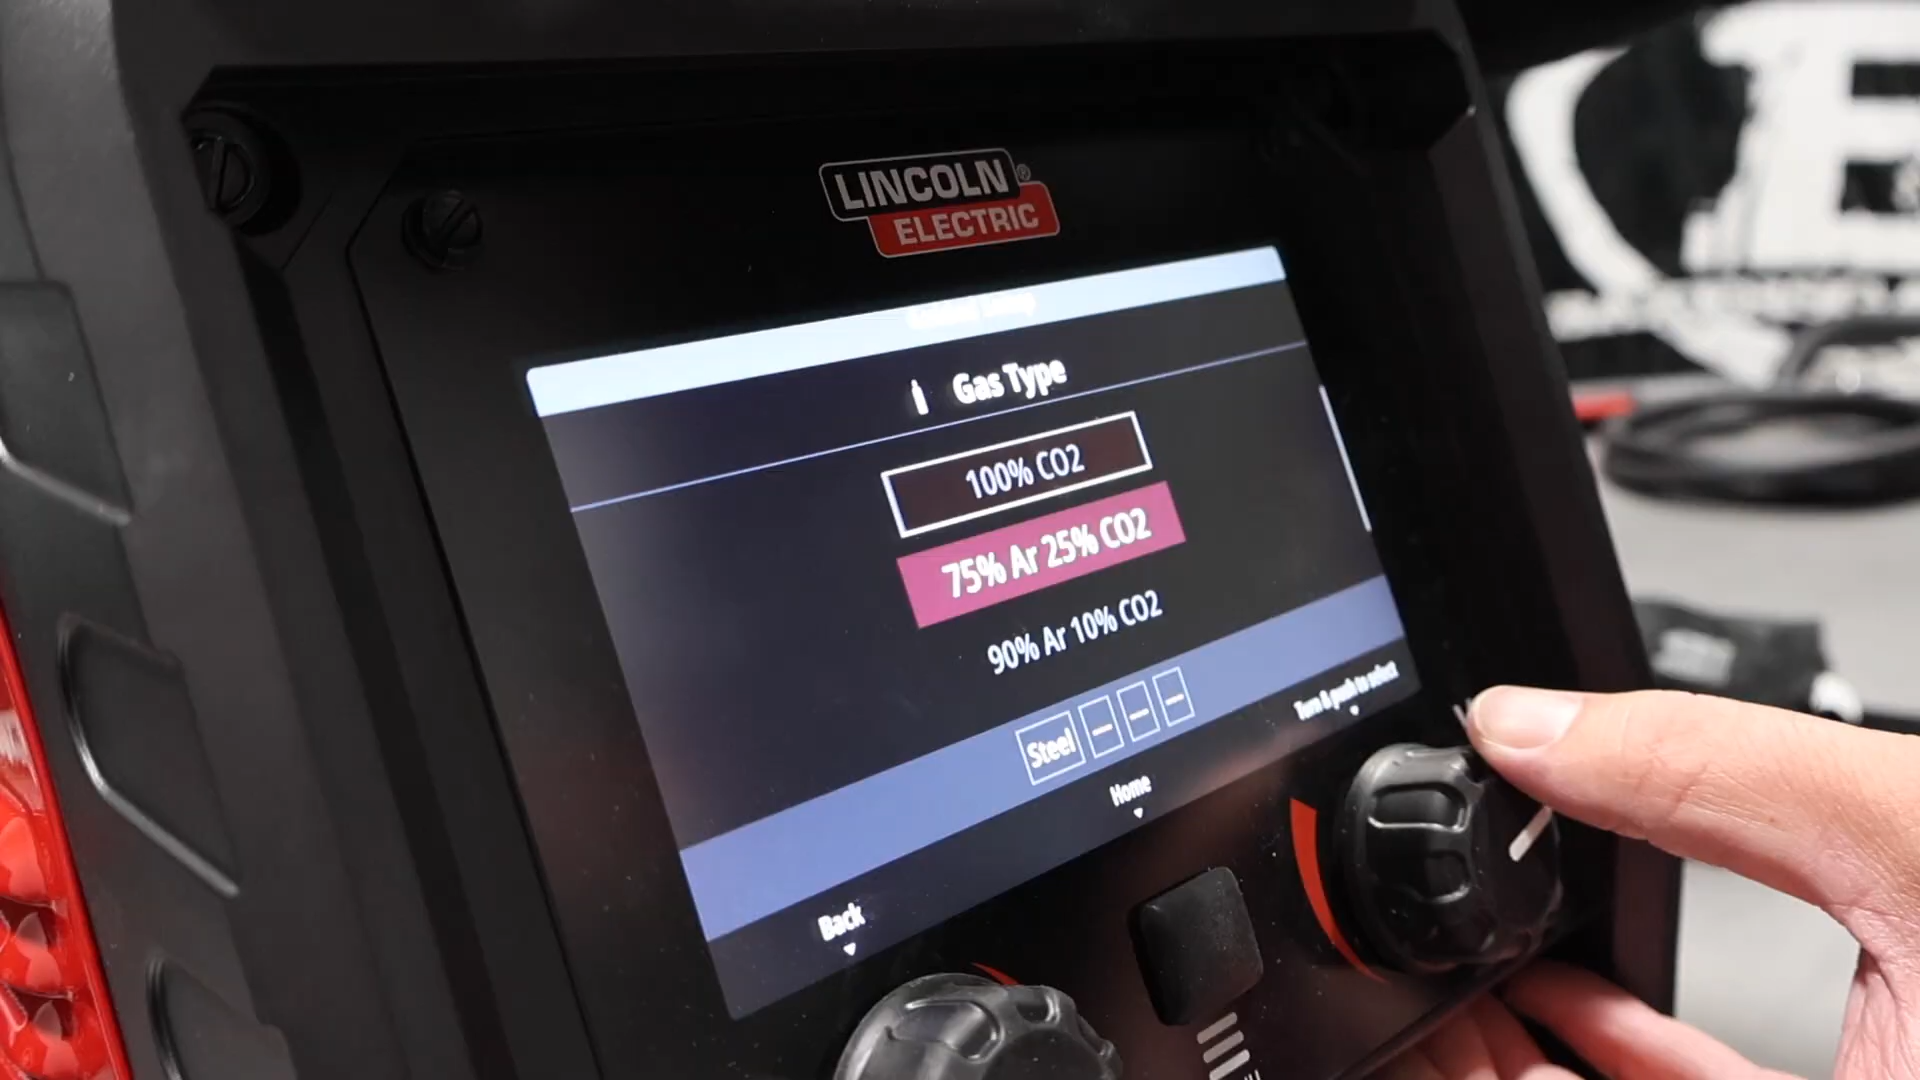 LINCOLN®
ELECTRIC
Gas Type
100% CO2
75% Ar 25% CO2
90% Ar 10% CO2
Steel
Turn & push to select
Home
Back